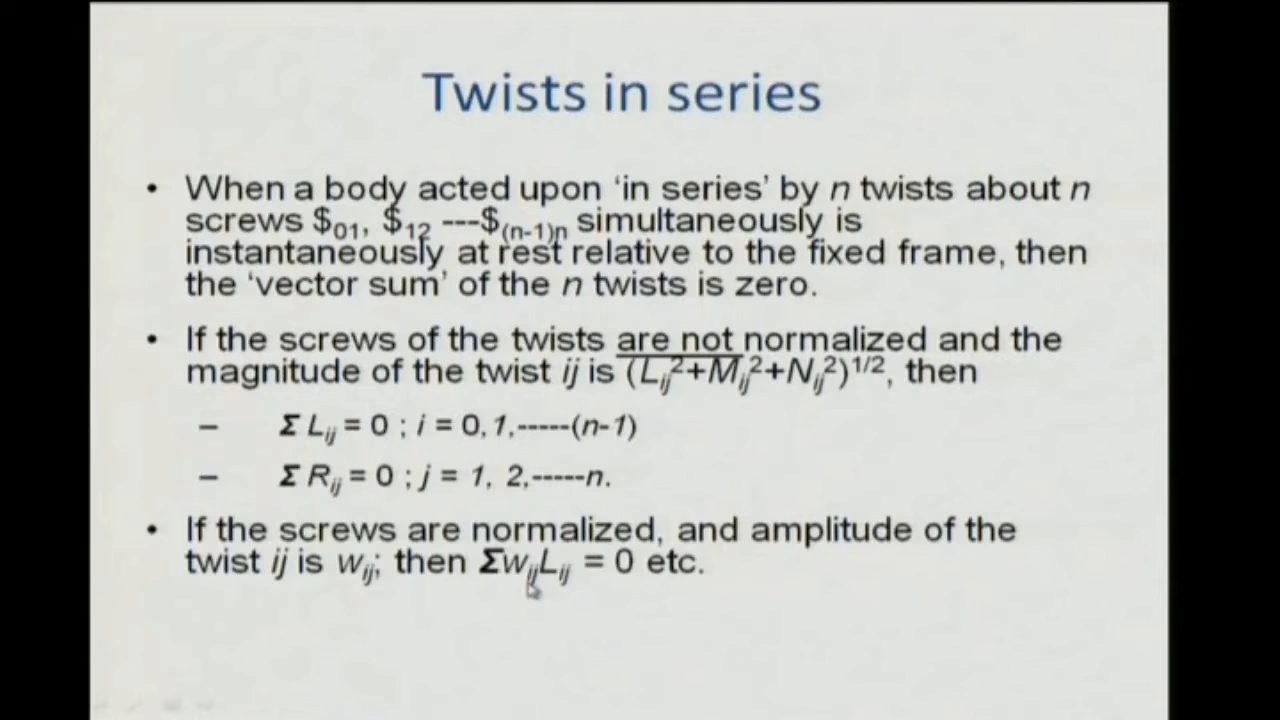 Twists in series
• When a body acted upon ‘in series’ by n twists about n
screws $01, $12 ---$(n-1)n simultaneously is
instantaneously at rest relative to the fixed frame, then
the ‘vector sum’ of the n twists is zero.
• If the screws of the twists are not normalized and the
magnitude of the twist ij is (Lij²+Mij²+Nij²)1/2, then
– Σ Lij = 0 ; i = 0,1,-----(n-1)
– Σ Rij = 0 ; j = 1, 2,-----n.
• If the screws are normalized, and amplitude of the
twist ij is wij; then ΣwijLij = 0 etc.